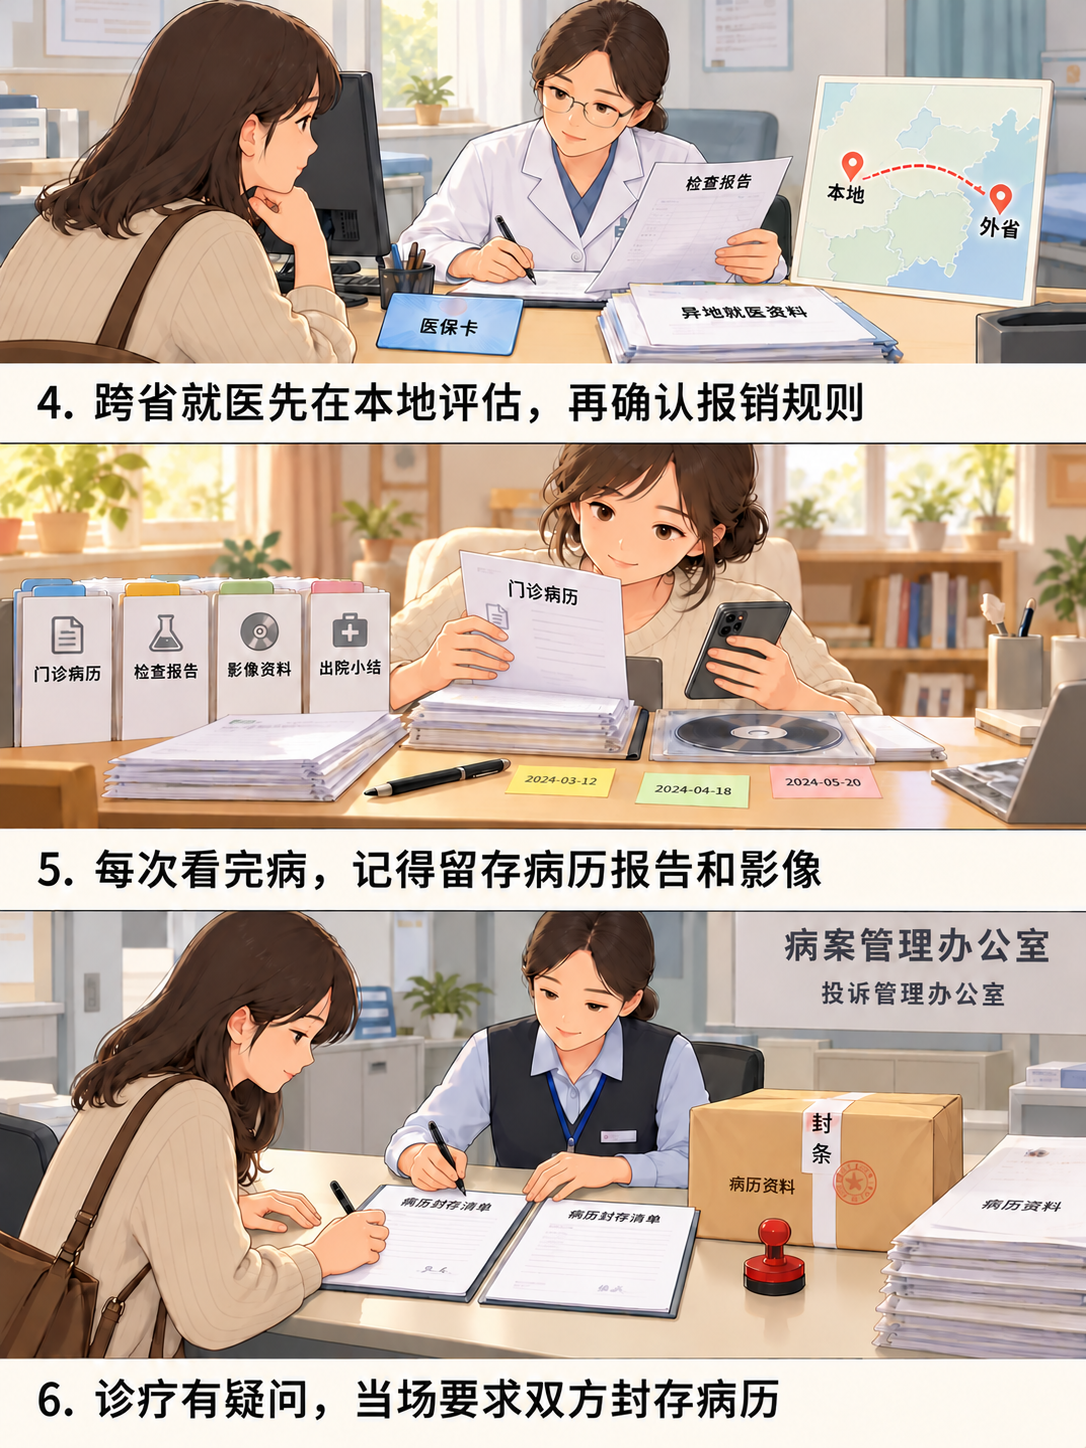 检查报告
本地
外省
医保卡
异地就医资料
4. 跨省就医先在本地评估，再确认报销规则
门诊病历
门诊病历
检查报告
影像资料
出院小结
2024-03-12
2024-04-18
2024-05-20
5. 每次看完病，记得留存病历报告和影像
病案管理办公室
投诉管理办公室
封条
病历资料
病历封存清单
病历封存清单
病历资料
6. 诊疗有疑问，当场要求双方封存病历